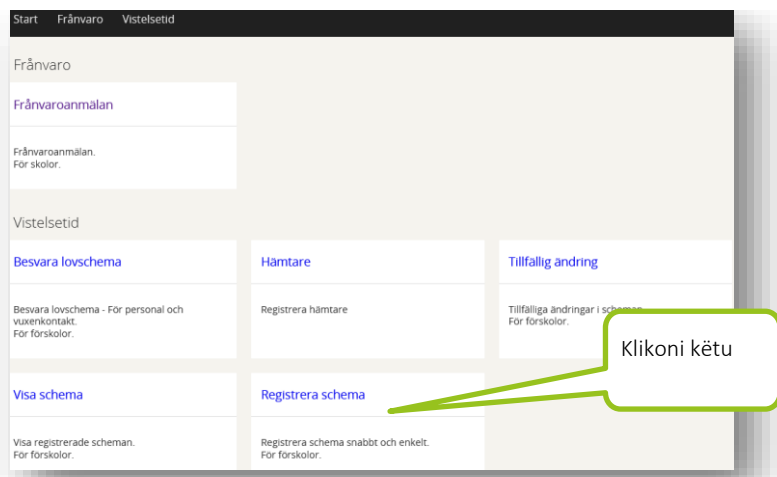 Start Frånvaro Vistelsetid
Frånvaro
Frånvaroanmälan
Frånvaroanmälan.
För skolor.
Vistelsetid
Besvara lovschema
Besvara lovschema - För personal och
vuxenkontakt.
För förskolor.
Hämtare
Registrera hämtare
Tillfällig ändring
Tillfälliga ändringar i scheman.
För förskolor.
Klikoni këtu
Visa schema
Visa registrerade scheman.
För förskolor.
Registrera schema
Registrera schema snabbt och enkelt.
För förskolor.